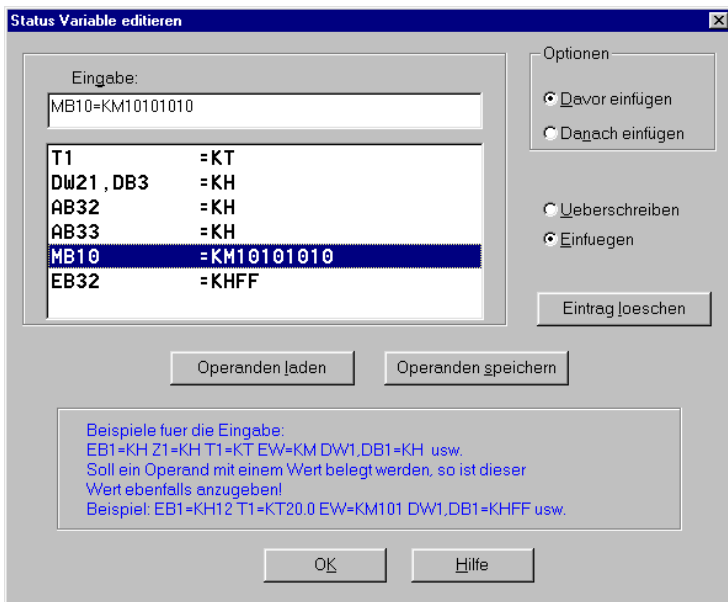 Status Variable editieren
Eingabe:
MB10=KM10101010
T1 =KT
DW21,DB3 =KH
AB32 =KH
AB33 =KH
MB10 =KM10101010
EB32 =KHFF
Optionen
Davor einfügen
Danach einfügen
Ueberschreiben
Einfuegen
Eintrag loeschen
Operanden laden
Operanden speichern
Beispiele fuer die Eingabe:
EB1=KH Z1=KH T1=KT EW=KM DW1,DB1=KH usw.
Soll ein Operand mit einem Wert belegt werden, so ist dieser
Wert ebenfalls anzugeben!
Beispiel: EB1=KH12 T1=KT20.0 EW=KM101 DW1,DB1=KHFF usw.
OK
Hilfe